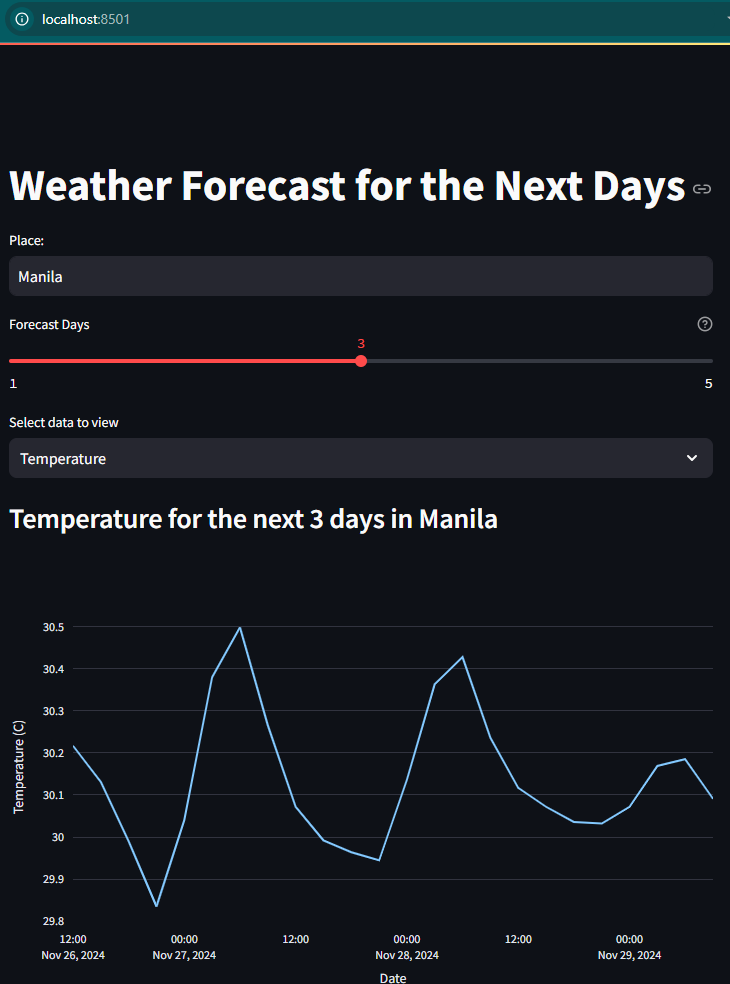 localhost:8501
Weather Forecast for the Next Days
Place:
Manila
Forecast Days
3
1 5
Select data to view
Temperature
Temperature for the next 3 days in Manila
30.5
30.4
30.3
30.2
30.1
30
29.9
29.8
Temperature (C)
12:00 00:00 12:00 00:00 12:00 00:00
Nov 26, 2024 Nov 27, 2024 Nov 28, 2024 Nov 29, 2024
Date